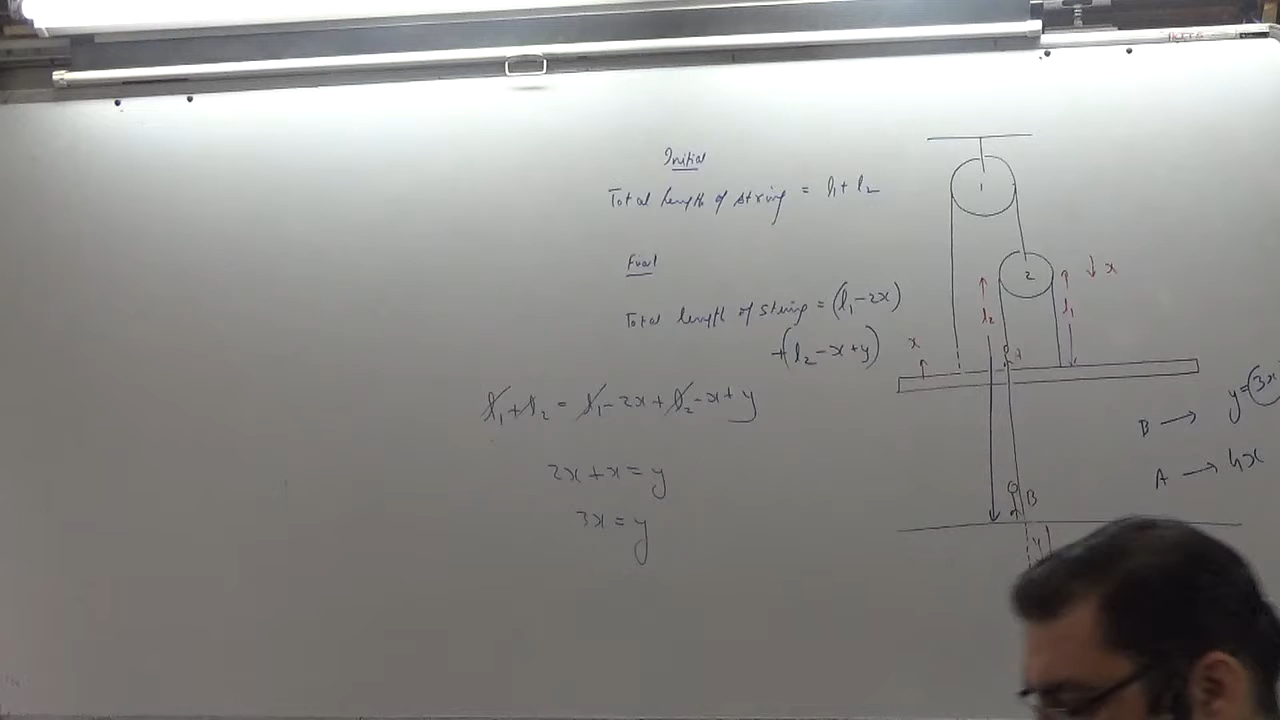 Initial
Total length of string = l₁ + l₂
Final
Total length of string = (l₁ - 2x)
+ (l₂ - x + y)
l₁ + l₂ = l₁ - 2x + l₂ - x + y
2x + x = y
3x = y
1
2
↓ x
l₂
l₁
x
A
B
y
B → y = 3x
A → 4x